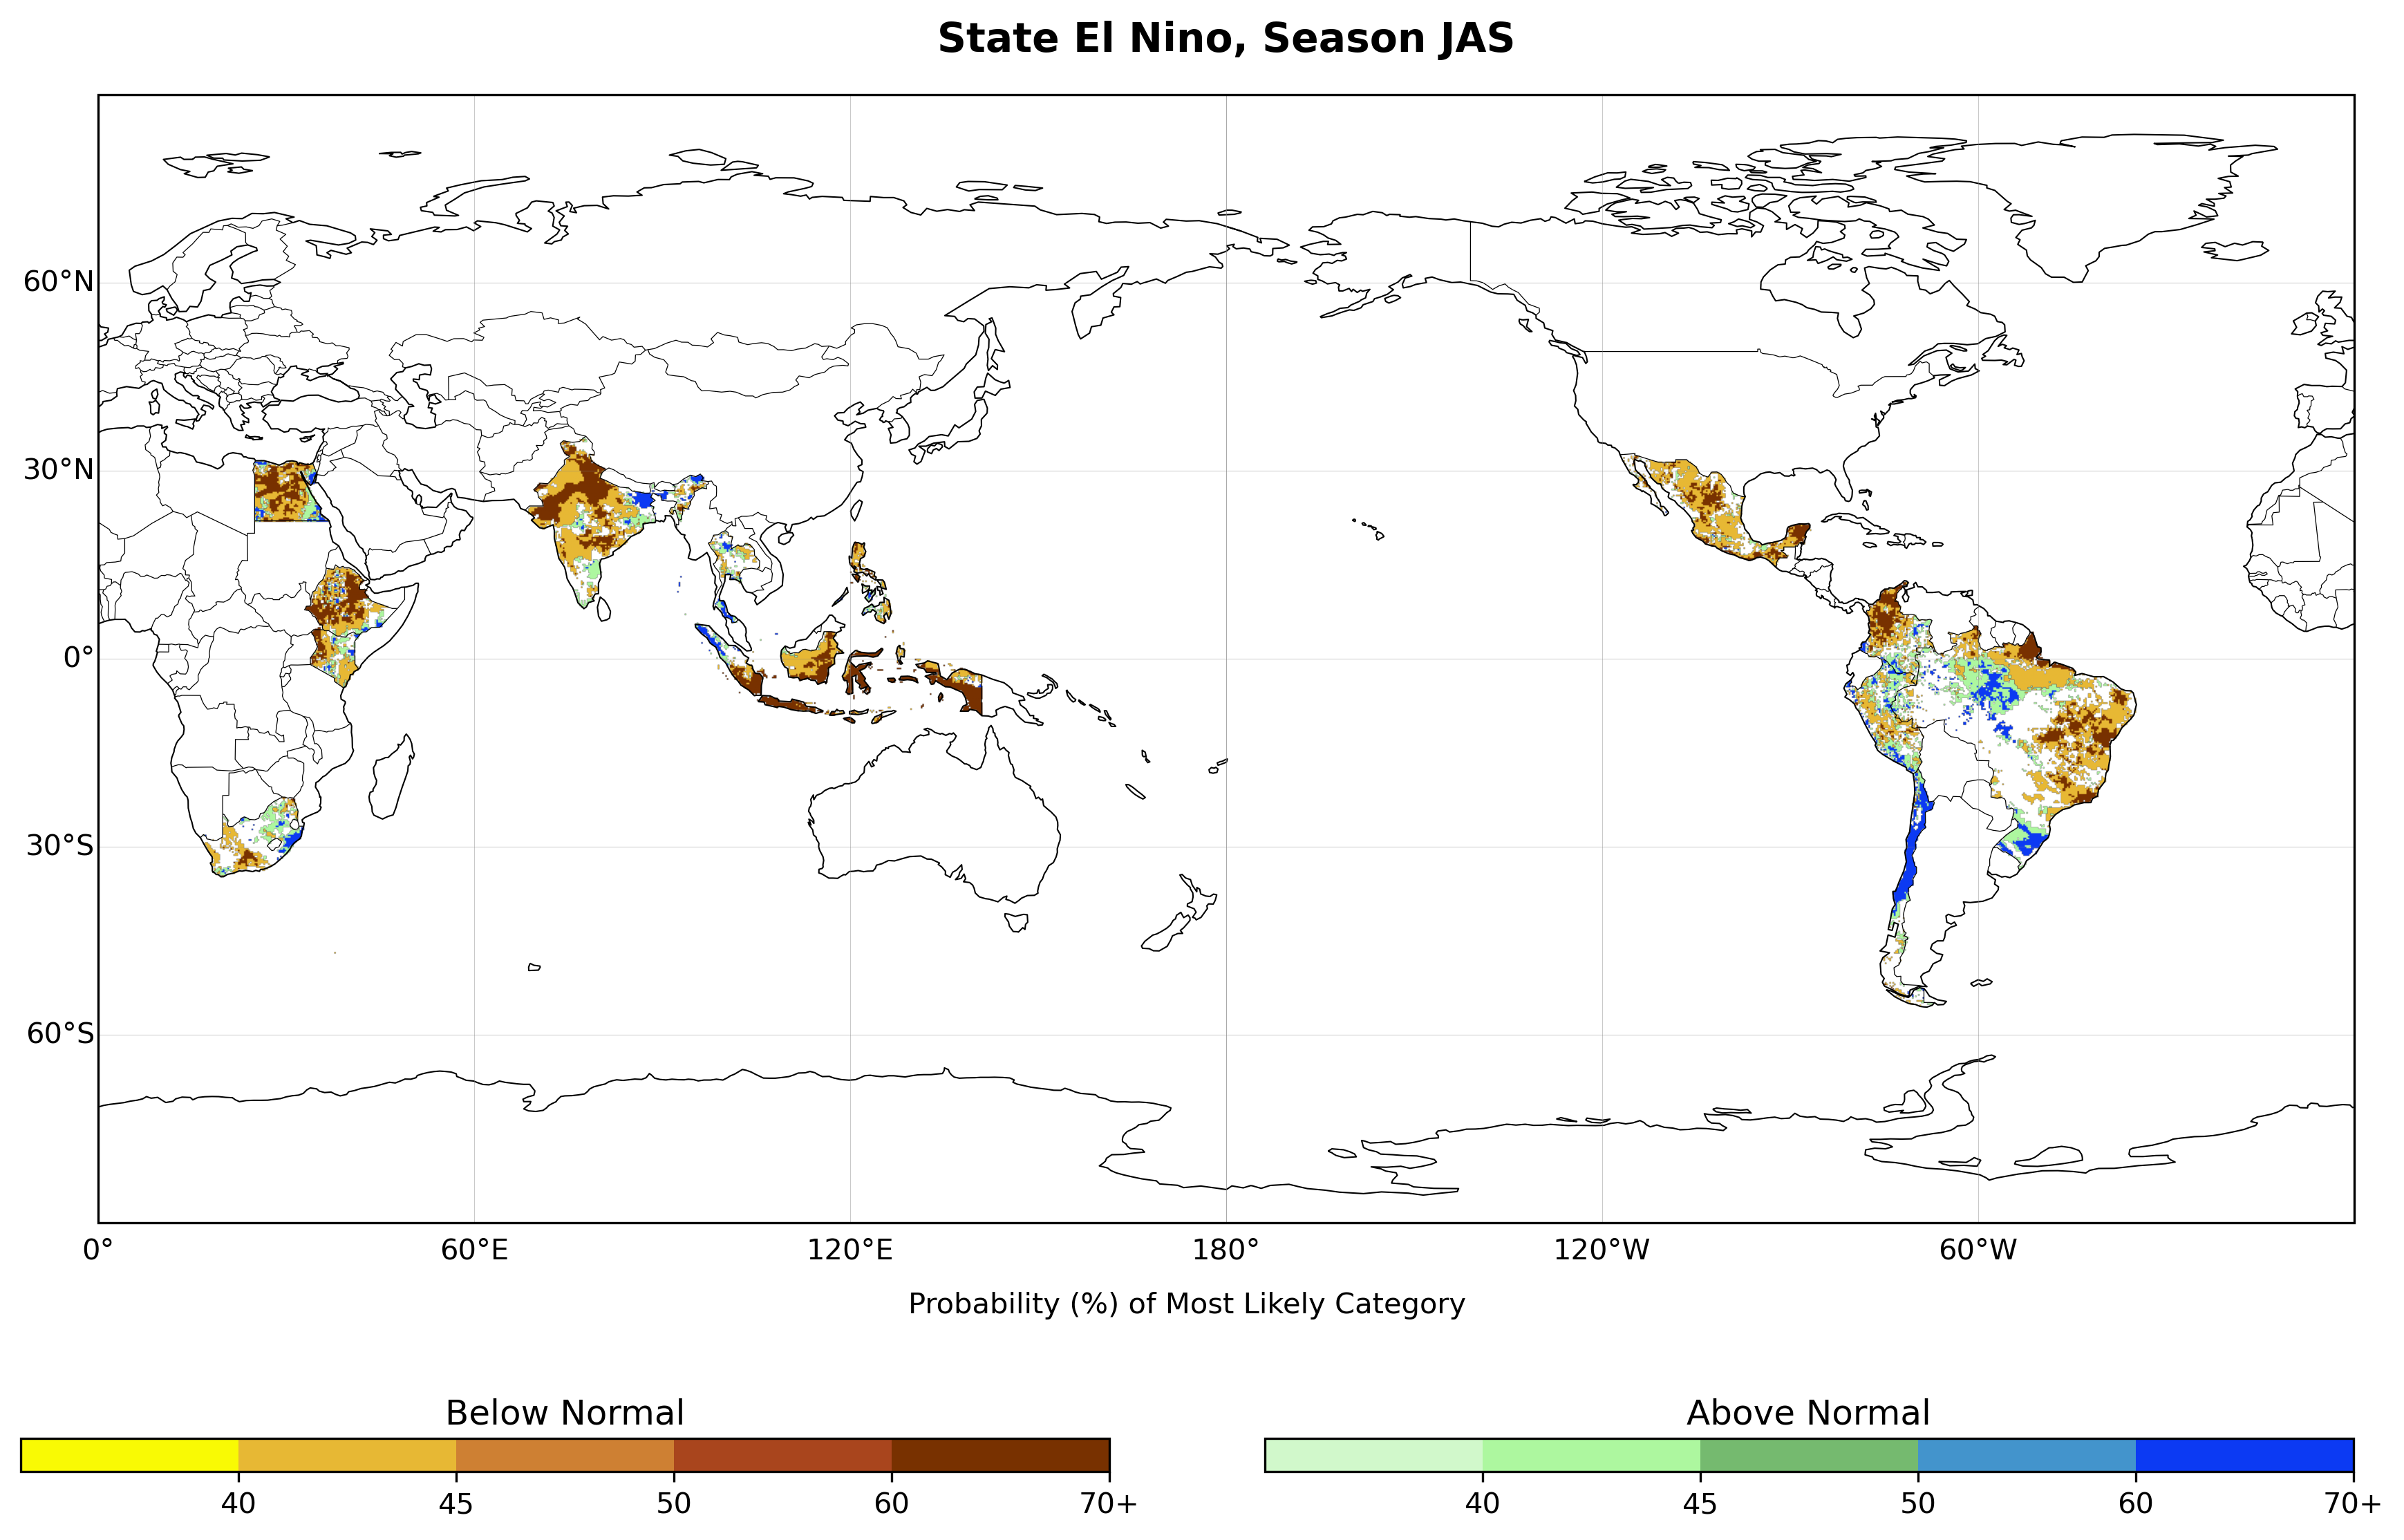 State El Nino, Season JAS
60°N
30°N
0°
30°S
60°S
0° 60°E 120°E 180° 120°W 60°W
Probability (%) of Most Likely Category
Below Normal
40 45 50 60 70+
Above Normal
40 45 50 60 70+